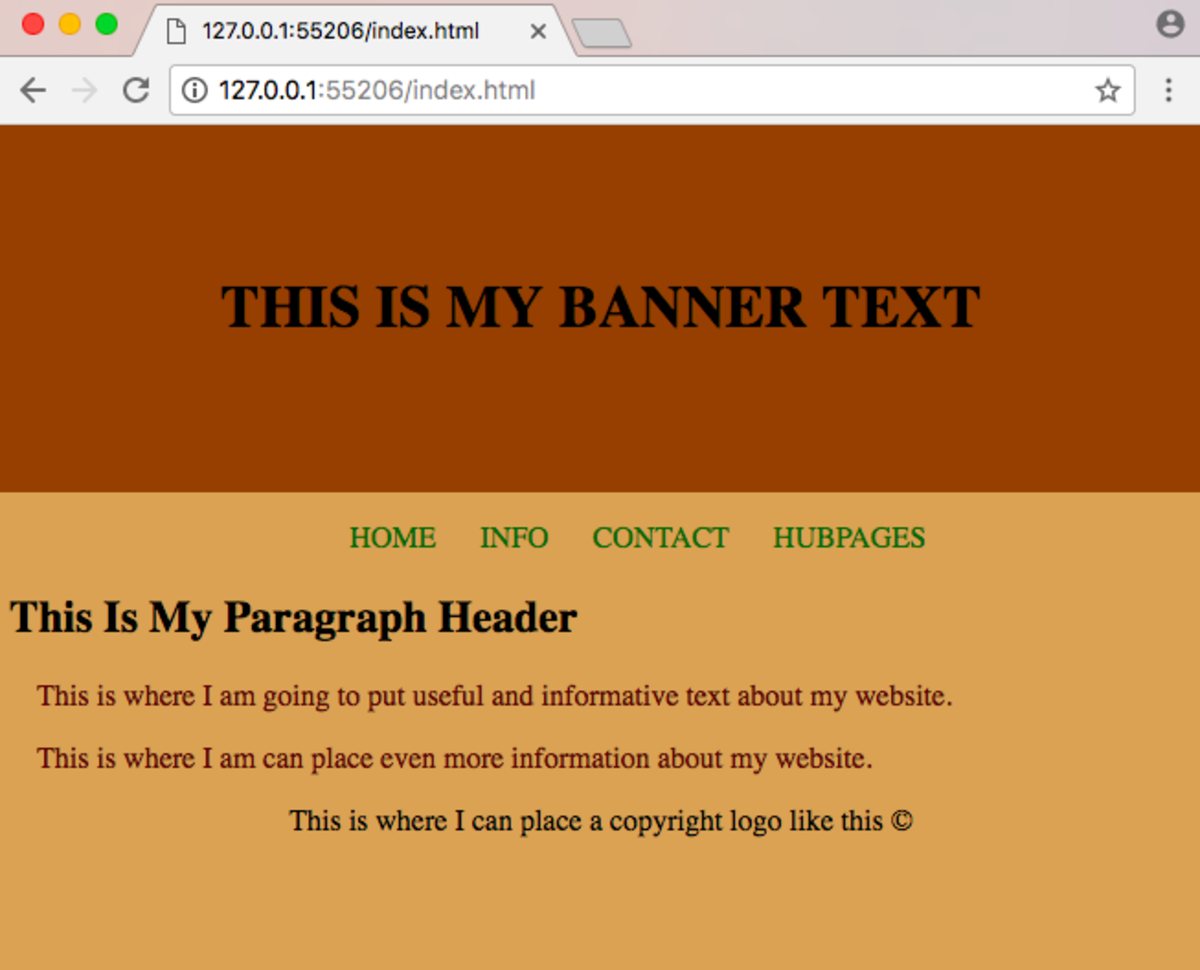 127.0.0.1:55206/index.html
127.0.0.1:55206/index.html
THIS IS MY BANNER TEXT
HOME INFO CONTACT HUBPAGES
This Is My Paragraph Header
This is where I am going to put useful and informative text about my website.
This is where I am can place even more information about my website.
This is where I can place a copyright logo like this ©